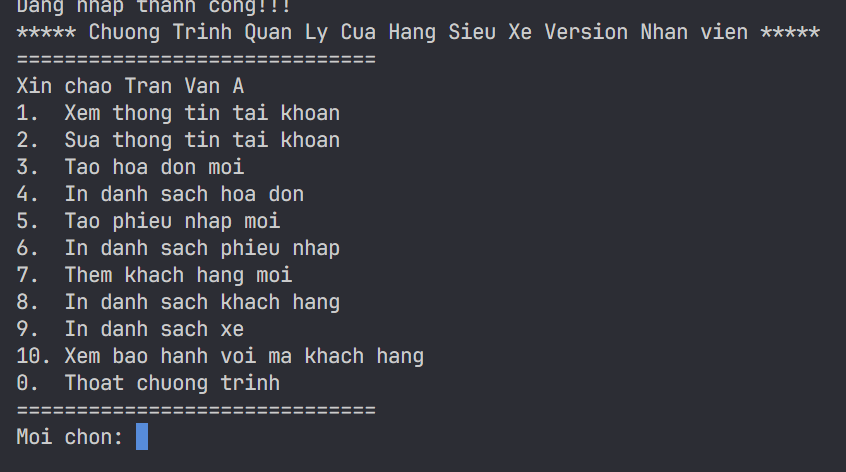 Dang nhap thanh cong!!!
***** Chuong Trinh Quan Ly Cua Hang Sieu Xe Version Nhan vien *****
==============================
Xin chao Tran Van A
1.  Xem thong tin tai khoan
2.  Sua thong tin tai khoan
3.  Tao hoa don moi
4.  In danh sach hoa don
5.  Tao phieu nhap moi
6.  In danh sach phieu nhap
7.  Them khach hang moi
8.  In danh sach khach hang
9.  In danh sach xe
10. Xem bao hanh voi ma khach hang
0.  Thoat chuong trinh
==============================
Moi chon: